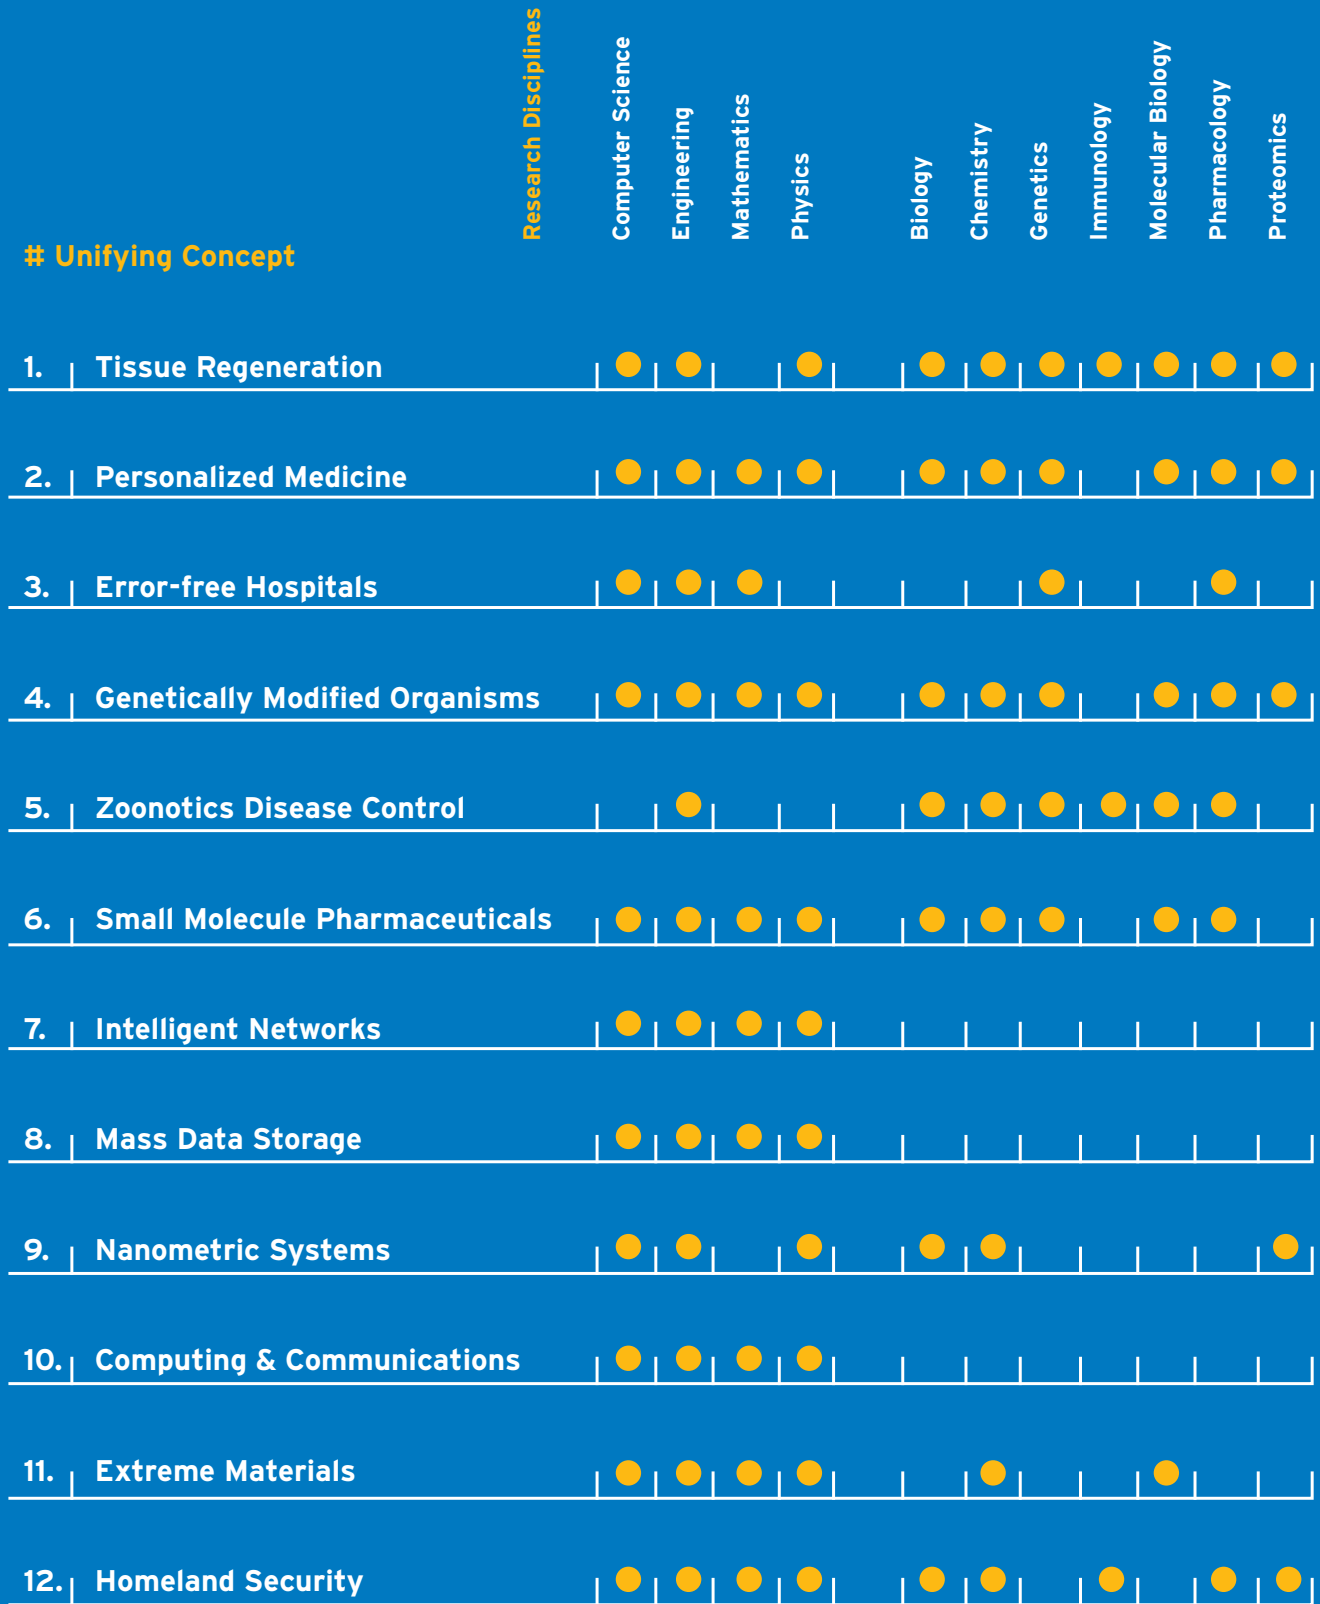 Research Disciplines
Computer Science
Engineering
Mathematics
Physics
Biology
Chemistry
Genetics
Immunology
Molecular Biology
Pharmacology
Proteomics
# Unifying Concept
1. Tissue Regeneration
2. Personalized Medicine
3. Error-free Hospitals
4. Genetically Modified Organisms
5. Zoonotics Disease Control
6. Small Molecule Pharmaceuticals
7. Intelligent Networks
8. Mass Data Storage
9. Nanometric Systems
10. Computing & Communications
11. Extreme Materials
12. Homeland Security